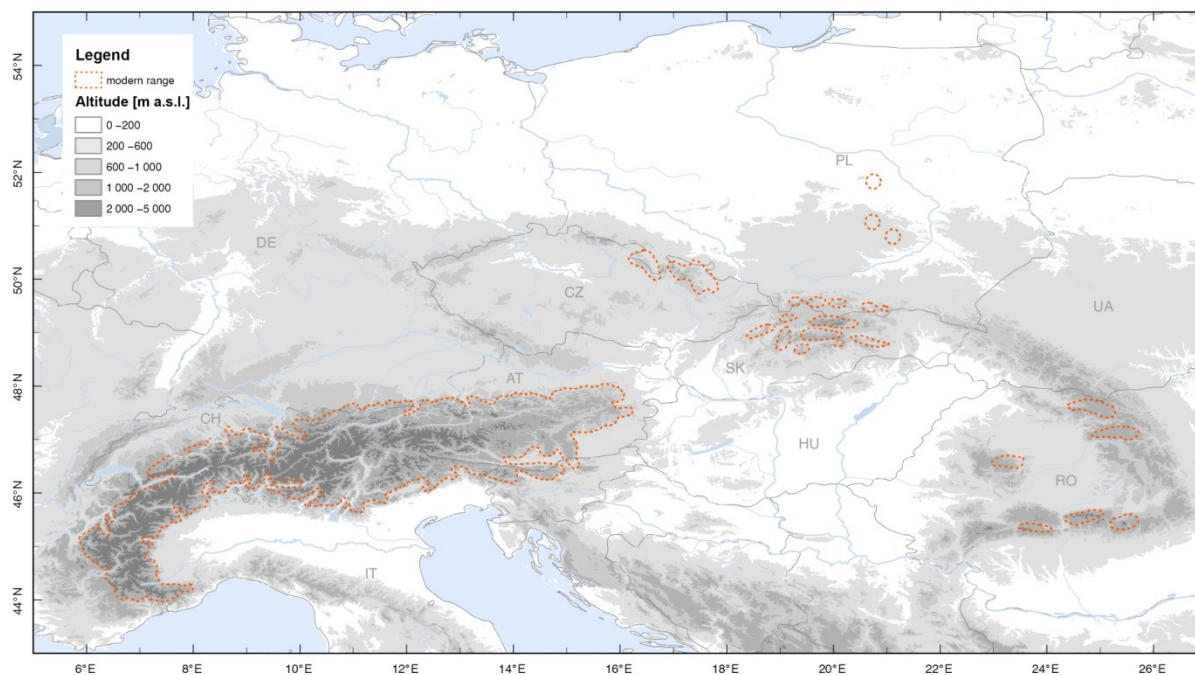 Legend
modern range
Altitude [m a.s.l.]
0 –200
200 –600
600 –1 000
1 000 –2 000
2 000 –5 000
54°N
52°N
50°N
48°N
46°N
44°N
PL
DE
CZ
UA
SK
AT
CH
HU
RO
IT
6°E 8°E 10°E 12°E 14°E 16°E 18°E 20°E 22°E 24°E 26°E